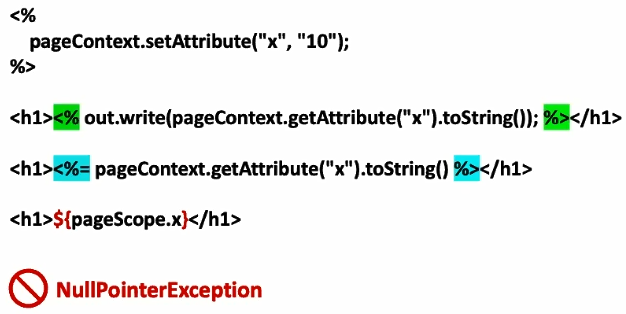 <%
pageContext.setAttribute("x", "10");
%>
<h1><% out.write(pageContext.getAttribute("x").toString()); %></h1>
<h1><%= pageContext.getAttribute("x").toString() %></h1>
<h1>${pageScope.x}</h1>
NullPointerException